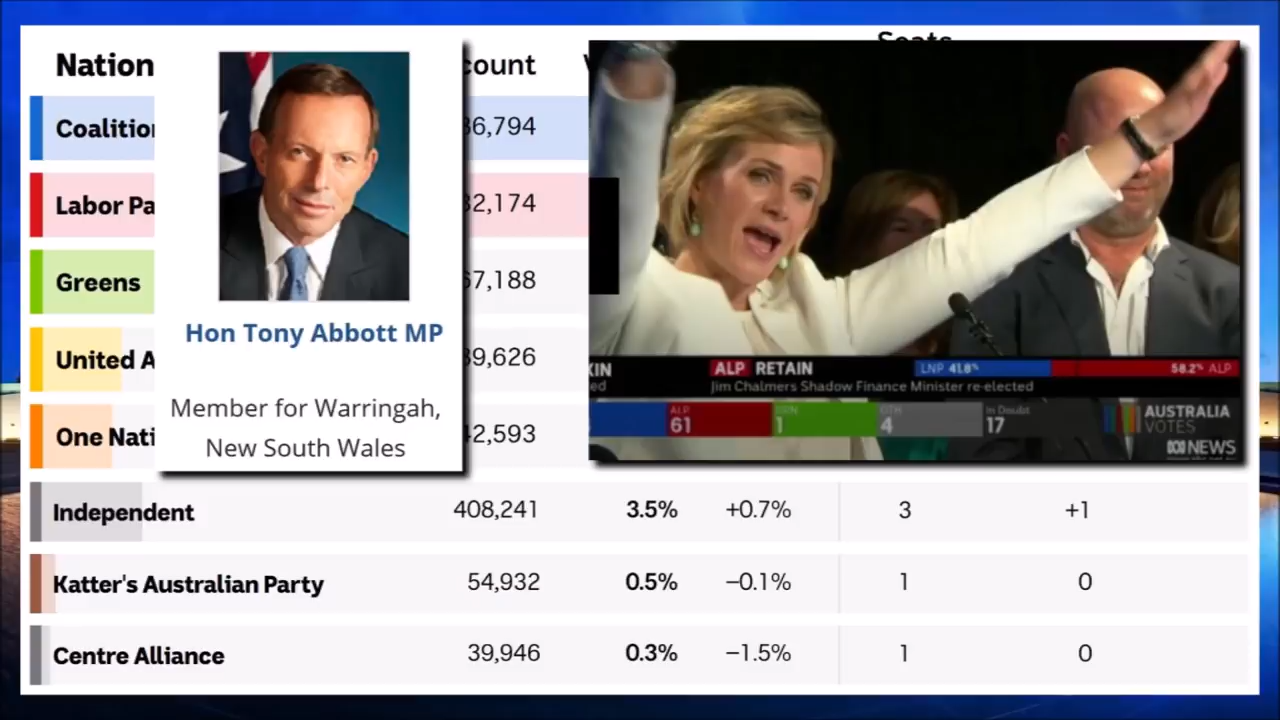 Seats
Nation
count
Coalition
36,794
Labor Pa
32,174
Greens
67,188
United A
39,626
One Nati
42,593
Hon Tony Abbott MP
Member for Warringah,
New South Wales
KIN
ALP RETAIN
LNP 41.8%
58.2% ALP
ed
Jim Chalmers Shadow Finance Minister re-elected
ALP
61
GRN
1
OTH
4
In Doubt
17
AUSTRALIA
VOTES
ABC NEWS
Independent 408,241 3.5% +0.7% 3 +1
Katter's Australian Party 54,932 0.5% –0.1% 1 0
Centre Alliance 39,946 0.3% –1.5% 1 0